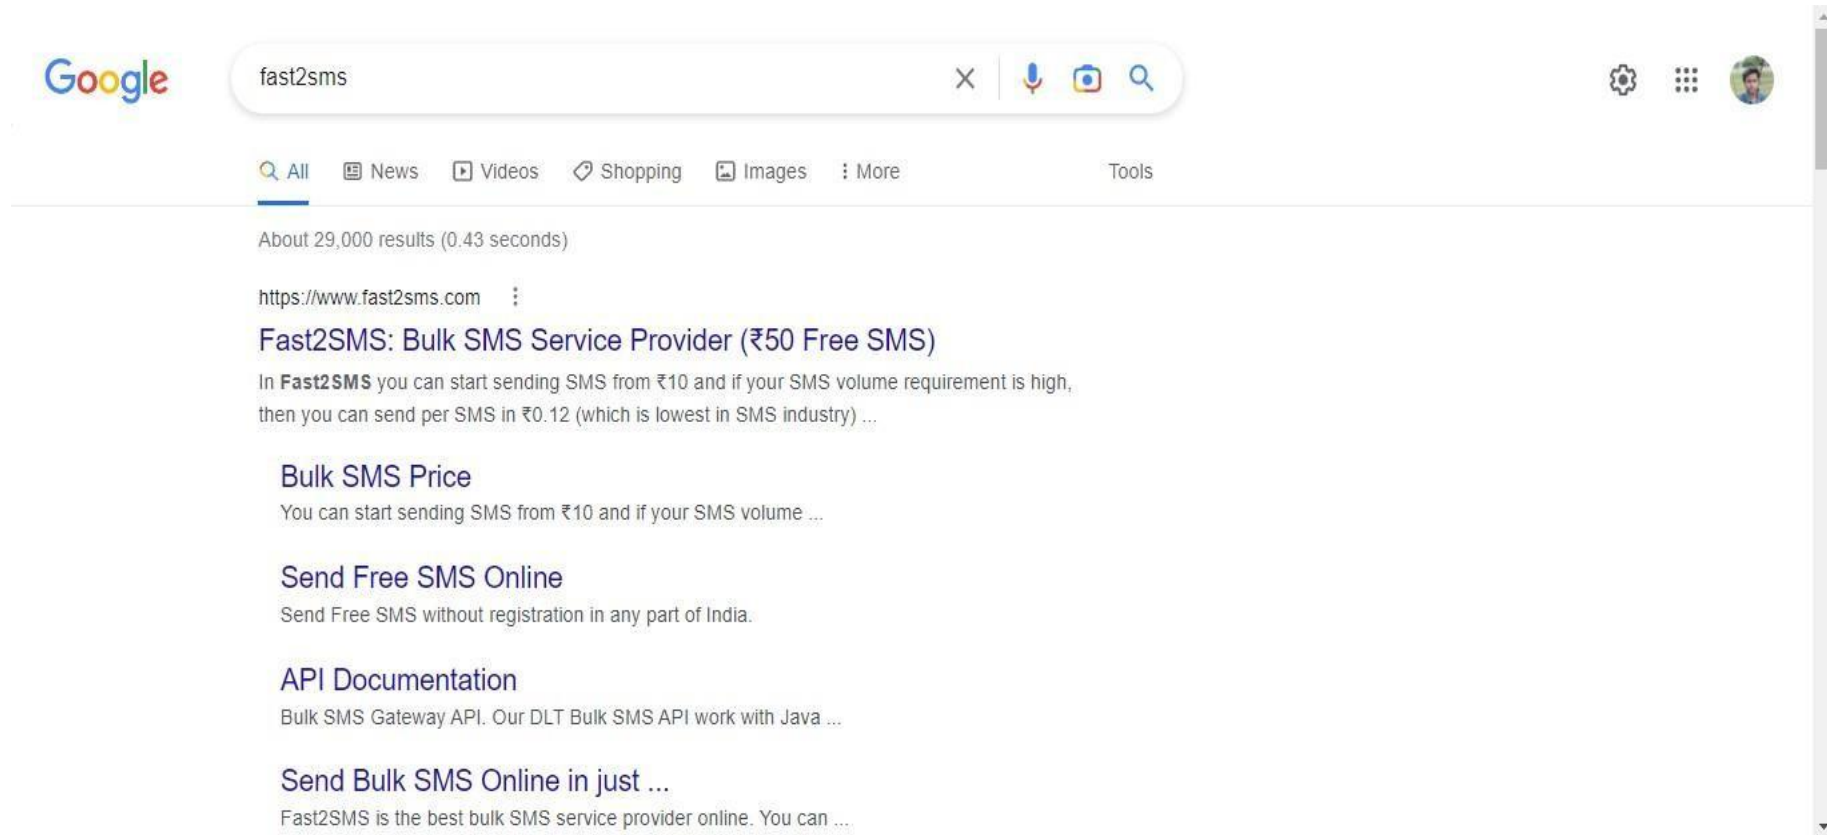 Google
fast2sms
All News Videos Shopping Images More Tools
About 29,000 results (0.43 seconds)
https://www.fast2sms.com
Fast2SMS: Bulk SMS Service Provider (₹50 Free SMS)
In Fast2SMS you can start sending SMS from ₹10 and if your SMS volume requirement is high,
then you can send per SMS in ₹0.12 (which is lowest in SMS industry) ...
Bulk SMS Price
You can start sending SMS from ₹10 and if your SMS volume ...
Send Free SMS Online
Send Free SMS without registration in any part of India.
API Documentation
Bulk SMS Gateway API. Our DLT Bulk SMS API work with Java ...
Send Bulk SMS Online in just ...
Fast2SMS is the best bulk SMS service provider online. You can ...